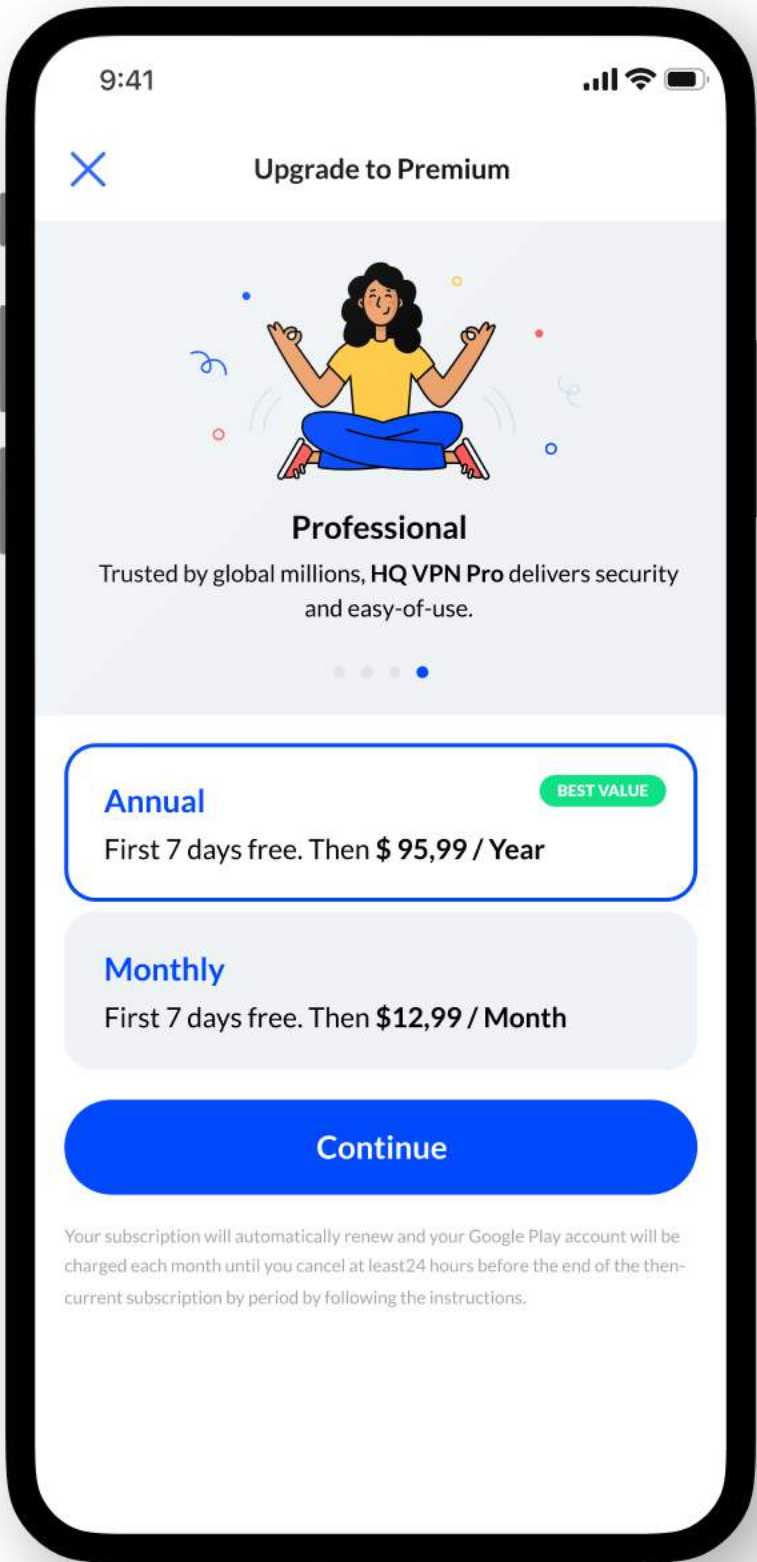 9:41
Upgrade to Premium
Professional
Trusted by global millions, HQ VPN Pro delivers security
and easy-of-use.
Annual
BEST VALUE
First 7 days free. Then $ 95,99 / Year
Monthly
First 7 days free. Then $12,99 / Month
Continue
Your subscription will automatically renew and your Google Play account will be
charged each month until you cancel at least24 hours before the end of the then-
current subscription by period by following the instructions.